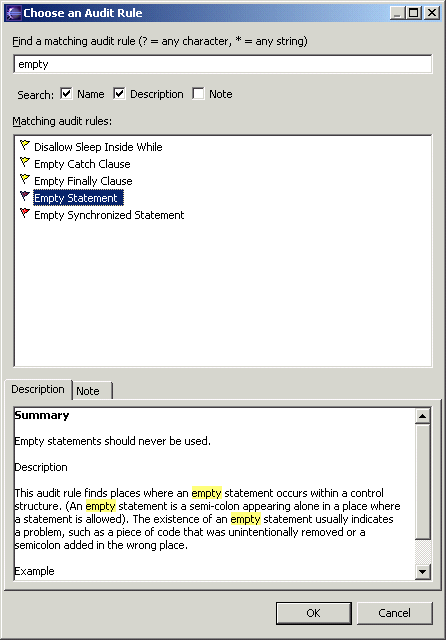 Choose an Audit Rule
Find a matching audit rule (? = any character, * = any string)
empty
Search: Name Description Note
Matching audit rules:
Disallow Sleep Inside While
Empty Catch Clause
Empty Finally Clause
Empty Statement
Empty Synchronized Statement
Description Note
Summary
Empty statements should never be used.
Description
This audit rule finds places where an empty statement occurs within a control
structure. (An empty statement is a semi-colon appearing alone in a place where
a statement is allowed). The existence of an empty statement usually indicates
a problem, such as a piece of code that was unintentionally removed or a
semicolon added in the wrong place.
Example
OK Cancel